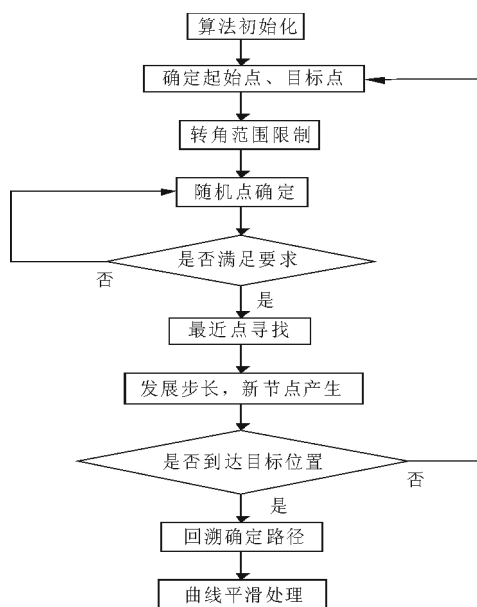 算法初始化
确定起始点、目标点
转角范围限制
随机点确定
是否满足要求
否
是
最近点寻找
发展步长，新节点产生
是否到达目标位置
否
是
回溯确定路径
曲线平滑处理